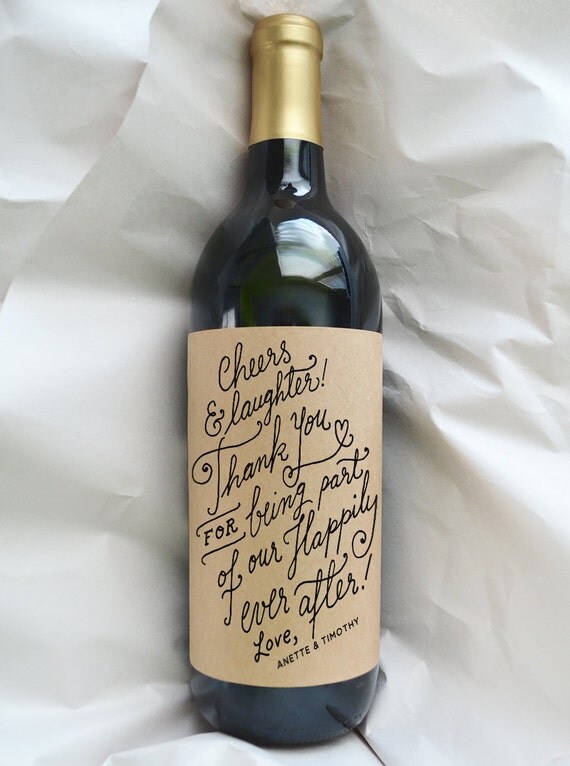 Cheers
& laughter!
Thank You
FOR being part
of our Happily
ever after!
Love,
ANETTE & TIMOTHY